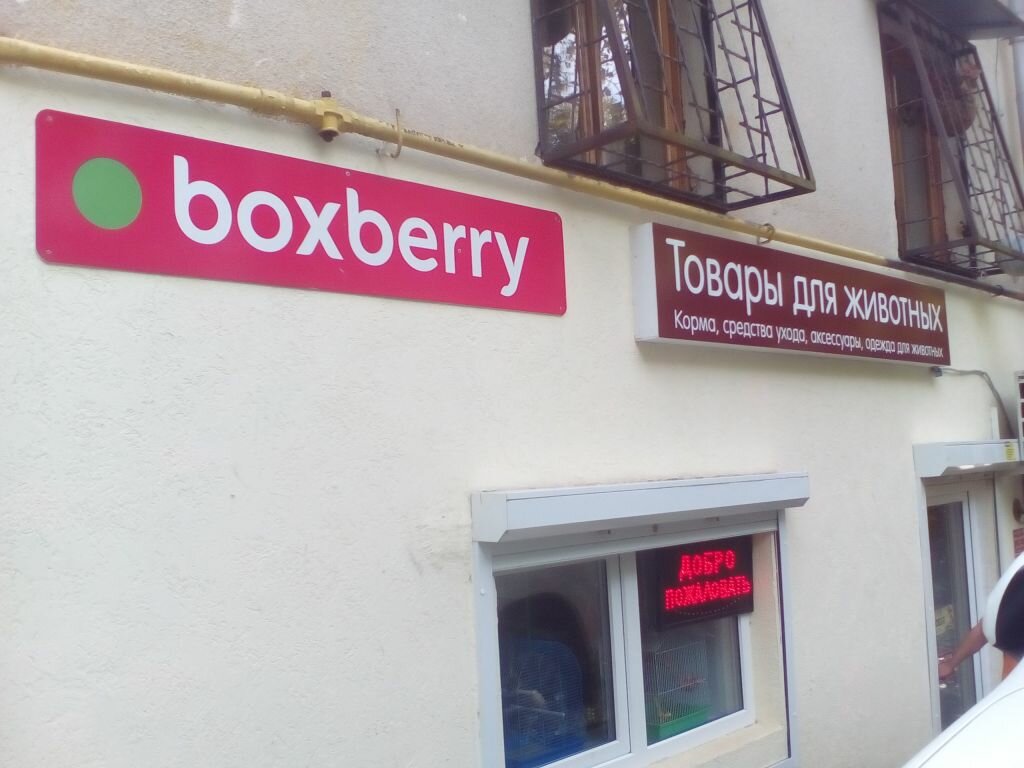 boxberry
Товары для животных
Корма, средства ухода, аксессуары, одежда для животных
ДОБРО
ПОЖАЛОВАТЬ